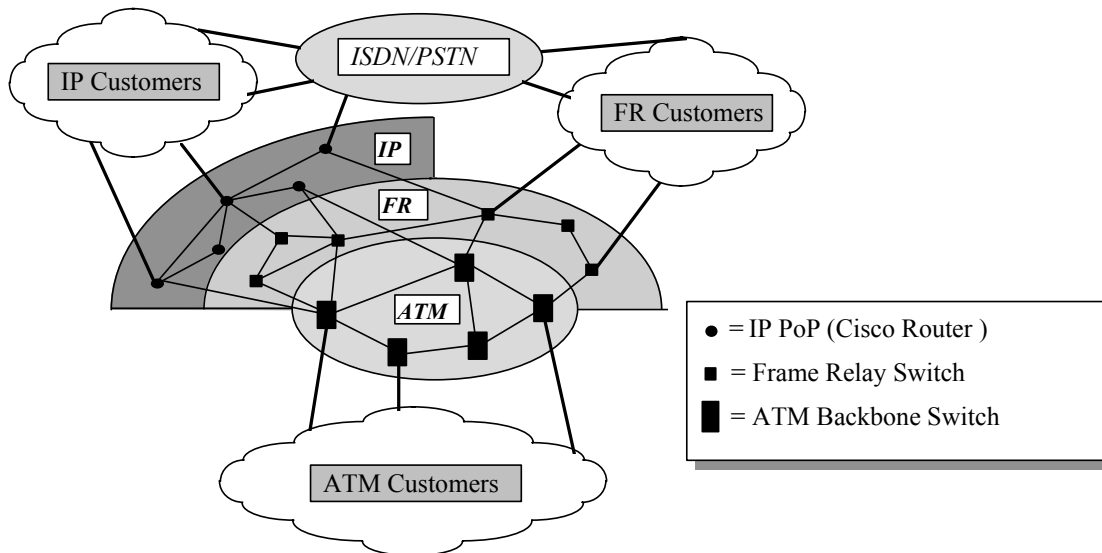 ISDN/PSTN
IP Customers
FR Customers
IP
FR
ATM
= IP PoP (Cisco Router )
= Frame Relay Switch
= ATM Backbone Switch
ATM Customers